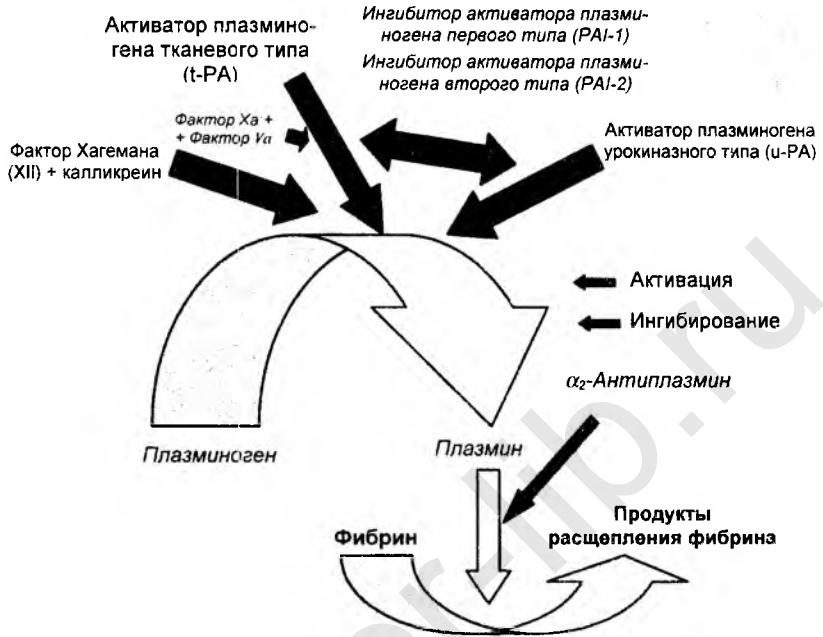 Активатор плазмино-
гена тканевого типа
(t-PA)
Ингибитор активатора плазми-
ногена первого типа (PAI-1)
Ингибитор активатора плазми-
ногена второго типа (PAI-2)
Фактор Xa +
+ Фактор Va
Фактор Хагемана
(XII) + калликреин
Активатор плазминогена
урокиназного типа (u-PA)
Активация
Ингибирование
α₂-Антиплазмин
Плазминоген
Плазмин
Фибрин
Продукты
расщепления фибрина